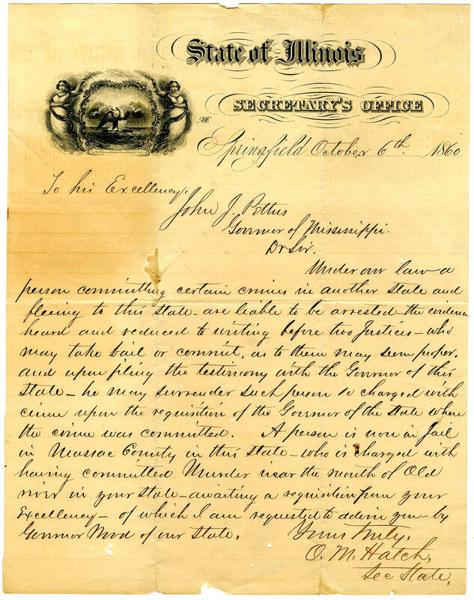 State of Illinois
SECRETARY'S OFFICE
Springfield October 6th. 1860
To his Excellency,
John J. Pettus
Govornor of Mississippi.
Dr Sir.
Under our law a
person committing certain crimes in another State and
fleeing to this State are liable to be arrested the evidence
heard and reduced to writing before two Justices - who
may take bail or commit, as to them may seem proper.
and upon filing the testimony with the Govornor of this
State - he may surrender such person so charged with
crime upon the requisition of the Govornor of the State where
the crime was committed. A person is now in Jail
in Massac County in this State - who is charged with
having committed Murder near the mouth of Old
river in your State - awaiting a requisition from your
Excellency - of which I am requested to advise you - by
Govornor Wood of our State.
Yours truly,
O. M. Hatch,
Sec State.